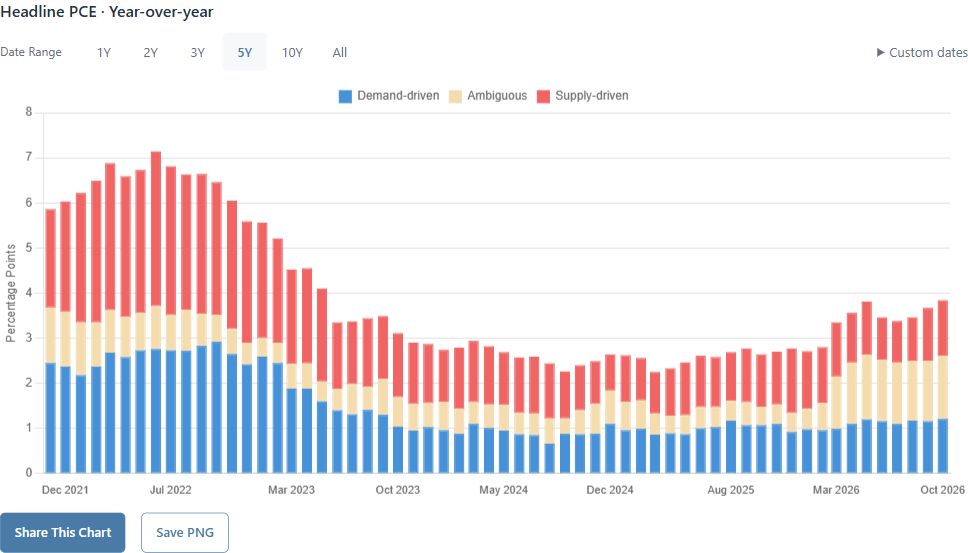 Headline PCE · Year-over-year
Date Range 1Y 2Y 3Y 5Y 10Y All ▶ Custom dates
Demand-driven Ambiguous Supply-driven
8
7
6
5
4
3
2
1
0
Percentage Points
Dec 2021 Jul 2022 Mar 2023 Oct 2023 May 2024 Dec 2024 Aug 2025 Mar 2026 Oct 2026
Share This Chart Save PNG